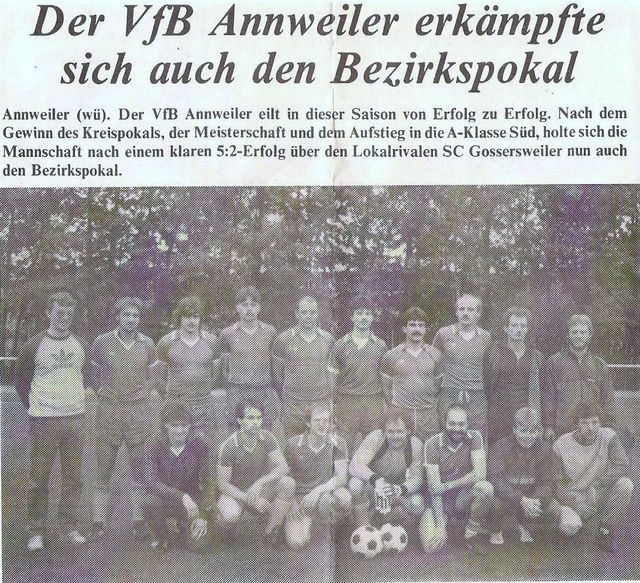 Der VfB Annweiler erkämpfte
sich auch den Bezirkspokal
Annweiler (wü). Der VfB Annweiler eilt in dieser Saison von Erfolg zu Erfolg. Nach dem
Gewinn des Kreispokals, der Meisterschaft und dem Aufstieg in die A-Klasse Süd, holte sich die
Mannschaft nach einem klaren 5:2-Erfolg über den Lokalrivalen SC Gossersweiler nun auch
den Bezirkspokal.